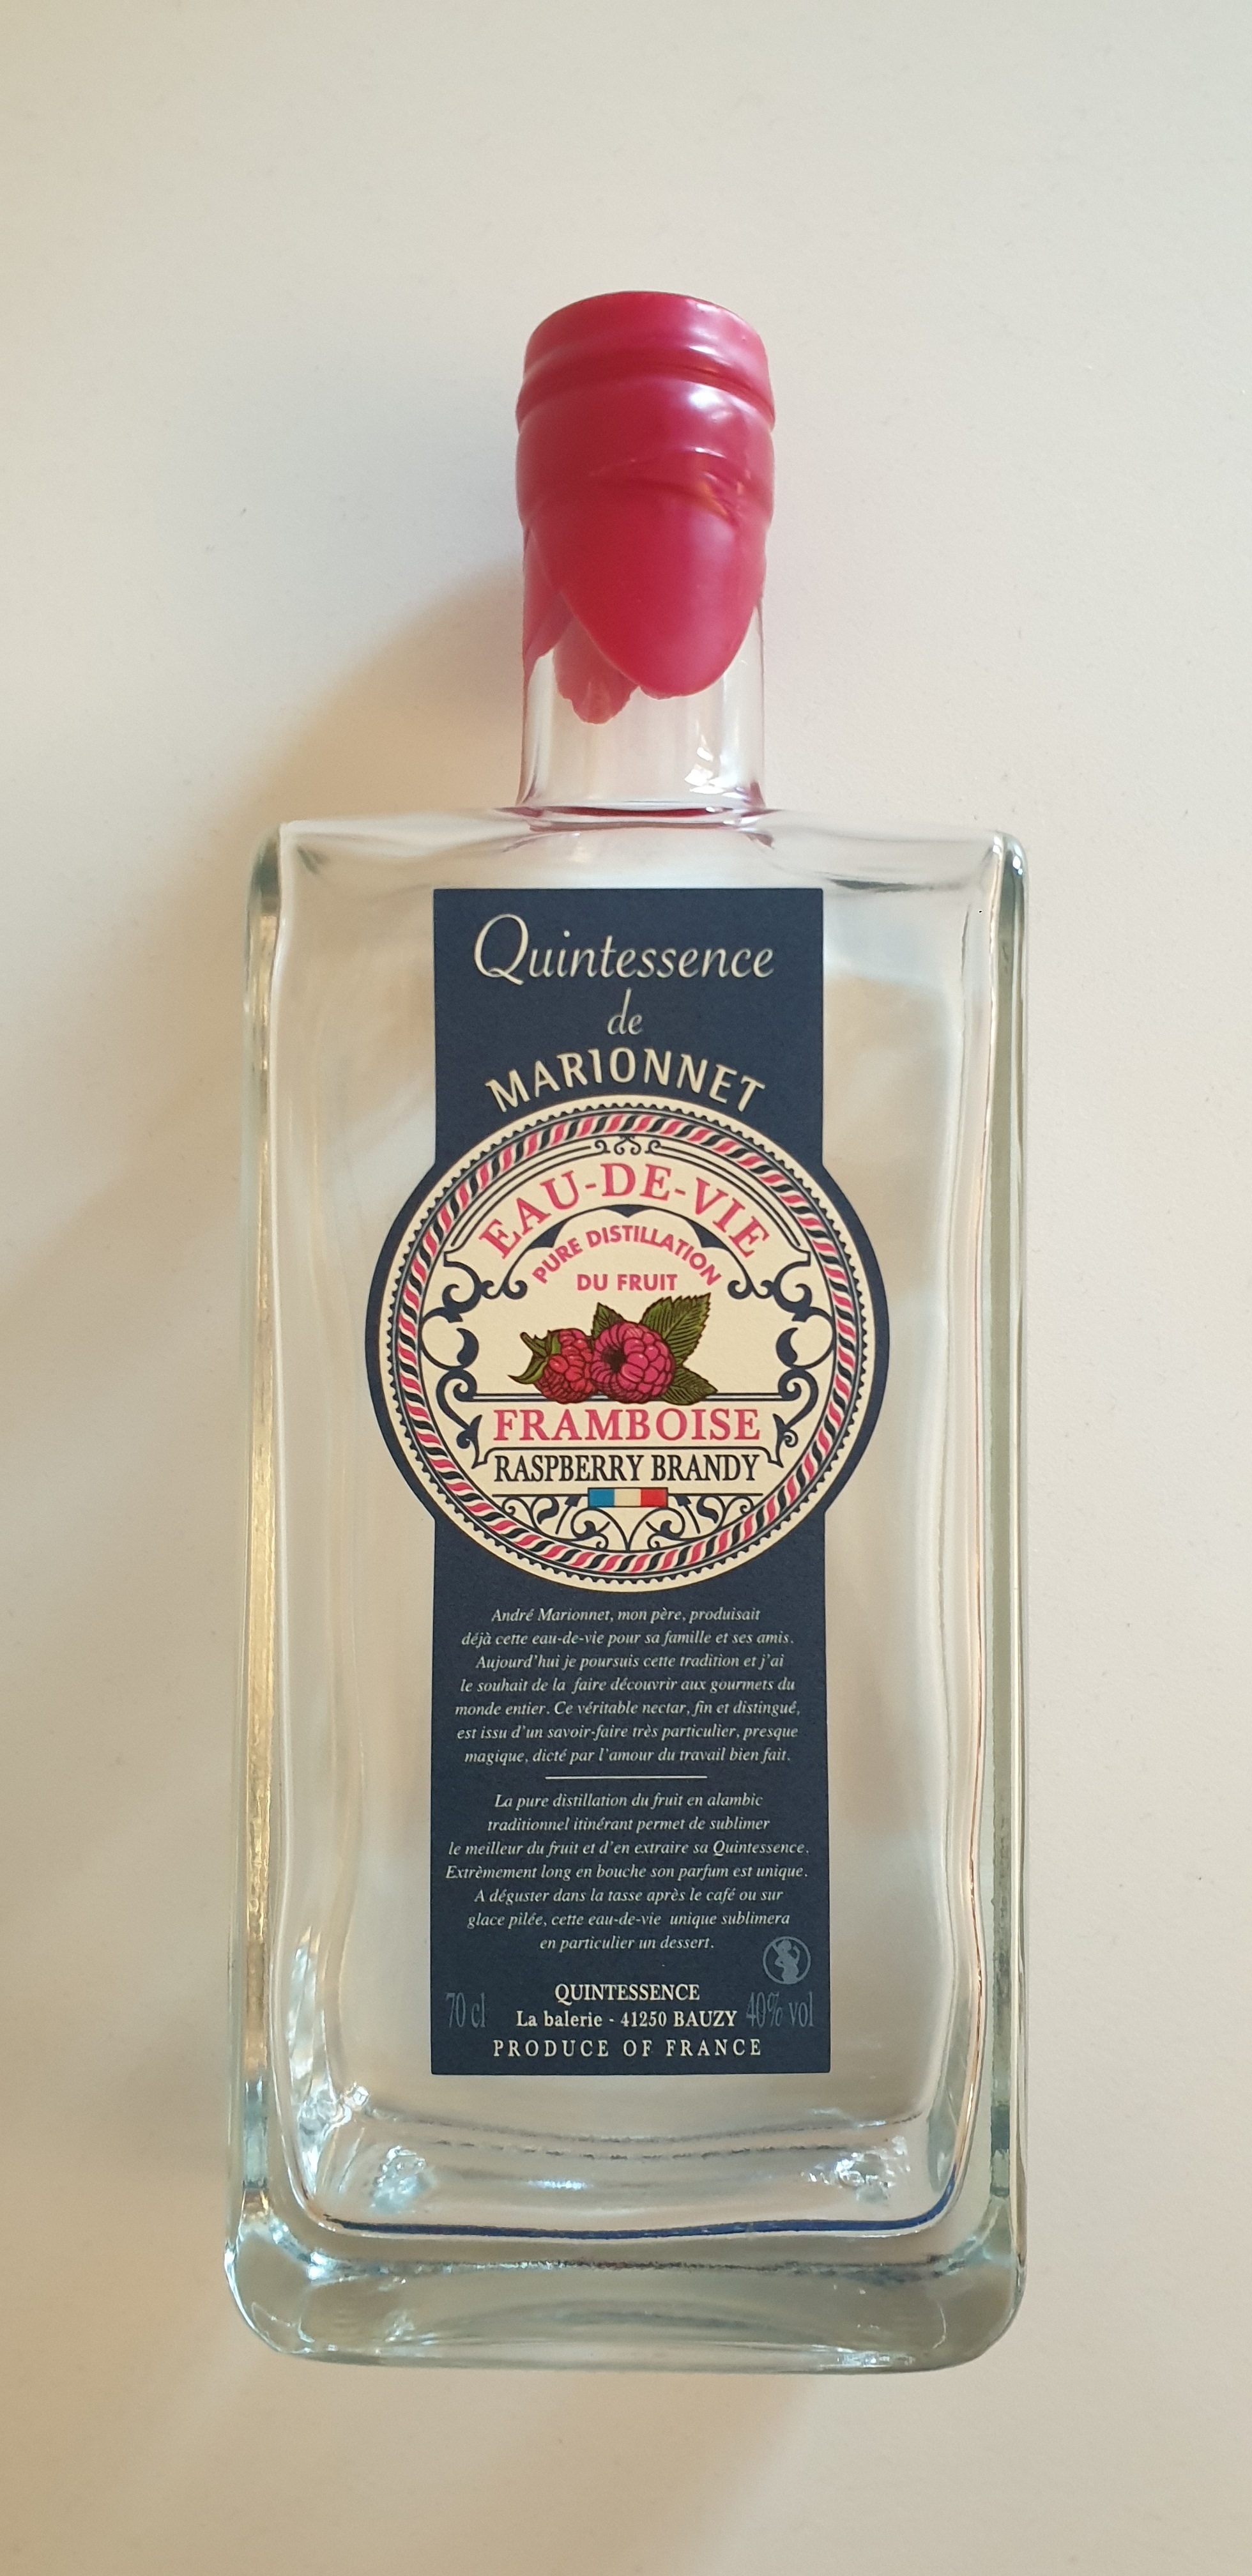 Quintessence
de
MARIONNET
EAU-DE-VIE
PURE DISTILLATION
DU FRUIT
FRAMBOISE
RASPBERRY BRANDY
André Marionnet, mon père, produisait
déjà cette eau-de-vie pour sa famille et ses amis.
Aujourd'hui je poursuis cette tradition et j'ai
le souhait de la faire découvrir aux gourmets du
monde entier. Ce véritable nectar, fin et distingué,
est issu d'un savoir-faire très particulier, presque
magique, dicté par l'amour du travail bien fait.
La pure distillation du fruit en alambic
traditionnel itinérant permet de sublimer
le meilleur du fruit et d'en extraire sa Quintessence.
Extrèmement long en bouche son parfum est unique.
A déguster dans la tasse après le café ou sur
glace pilée, cette eau-de-vie unique sublimera
en particulier un dessert.
QUINTESSENCE
70 cl La balerie - 41250 BAUZY 40% vol
PRODUCE OF FRANCE